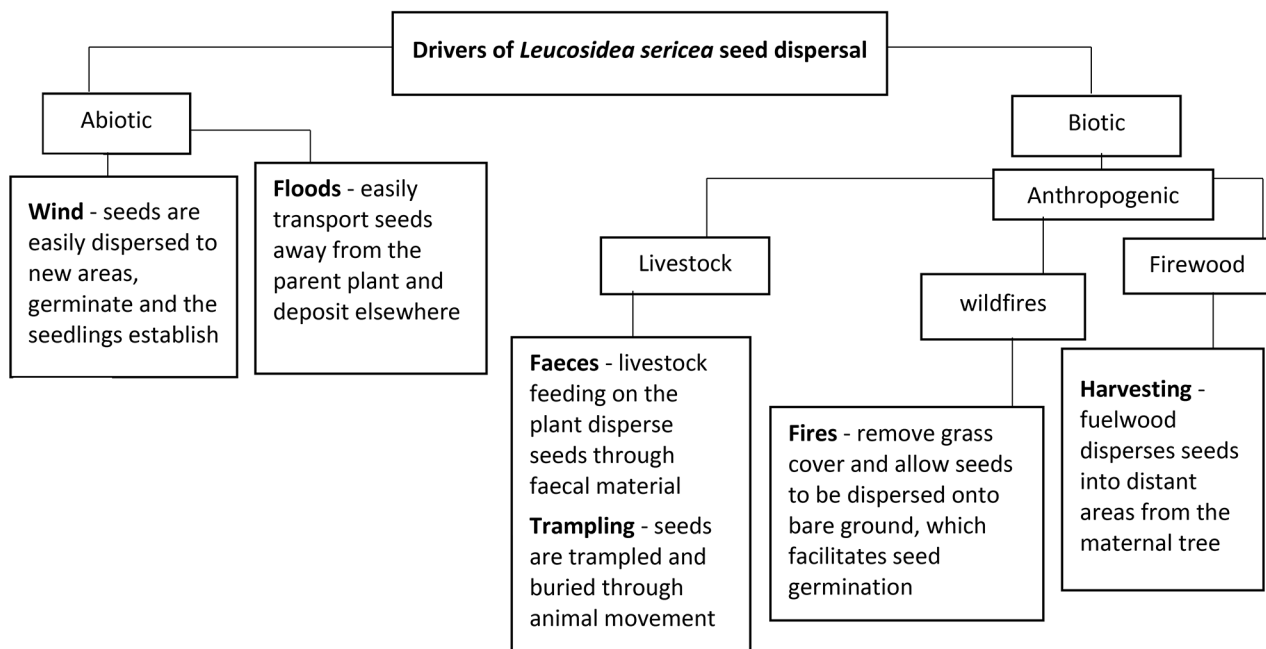 Drivers of Leucosidea sericea seed dispersal
Abiotic
Wind - seeds are
easily dispersed to
new areas,
germinate and the
seedlings establish
Floods - easily
transport seeds
away from the
parent plant and
deposit elsewhere
Biotic
Anthropogenic
Livestock
Faeces - livestock
feeding on the
plant disperse
seeds through
faecal material
Trampling - seeds
are trampled and
buried through
animal movement
wildfires
Fires - remove grass
cover and allow seeds
to be dispersed onto
bare ground, which
facilitates seed
germination
Firewood
Harvesting -
fuelwood
disperses seeds
into distant
areas from the
maternal tree